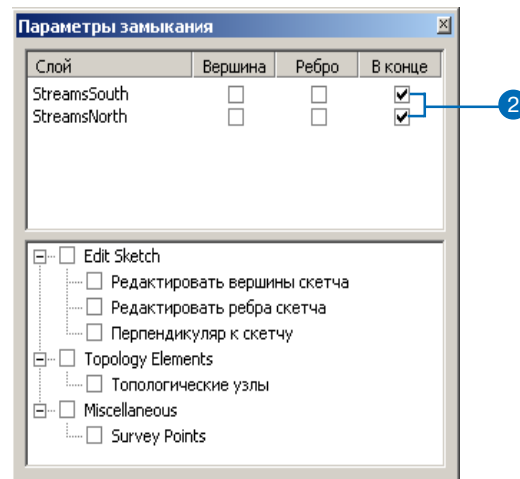 Параметры замыкания
Слой Вершина Ребро В конце
StreamsSouth
StreamsNorth
2
Edit Sketch
Редактировать вершины скетча
Редактировать ребра скетча
Перпендикуляр к скетчу
Topology Elements
Топологические узлы
Miscellaneous
Survey Points